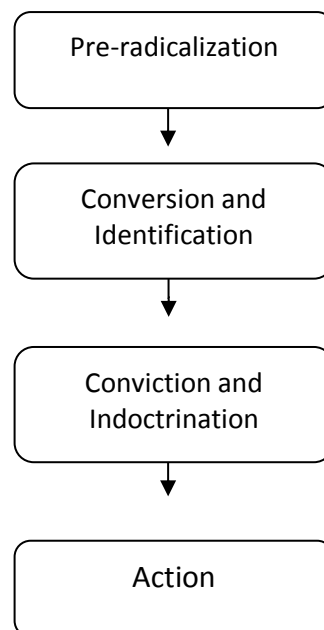 Pre-radicalization
Conversion and
Identification
Conviction and
Indoctrination
Action